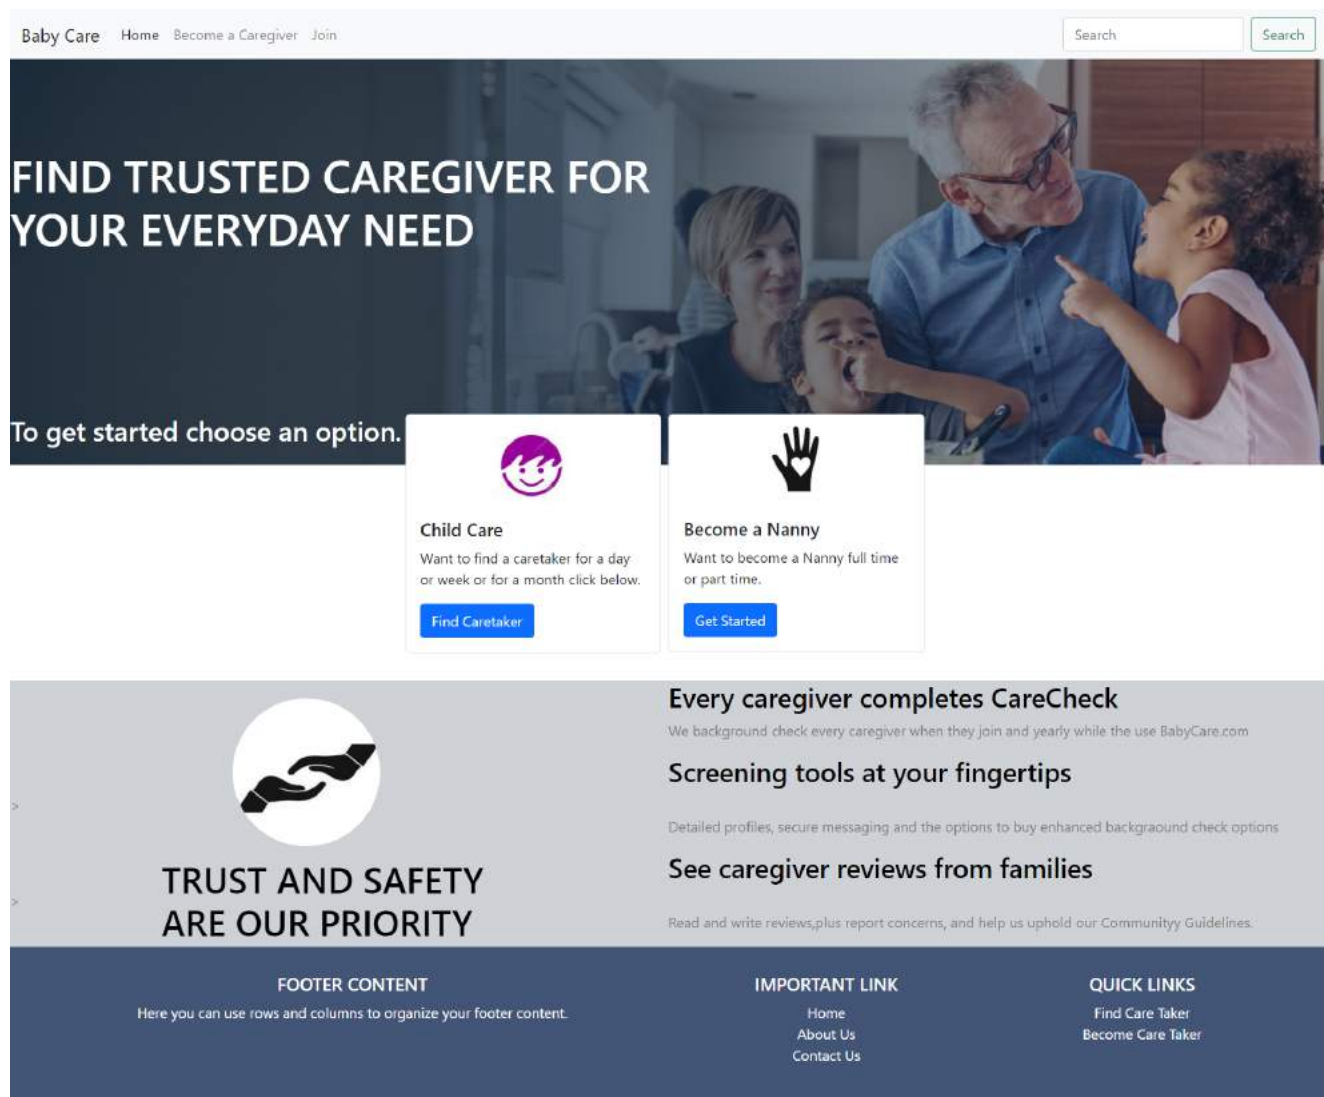 Baby Care Home Become a Caregiver Join Search Search
FIND TRUSTED CAREGIVER FOR
YOUR EVERYDAY NEED
To get started choose an option.
Child Care
Want to find a caretaker for a day
or week or for a month click below.
Find Caretaker
Become a Nanny
Want to become a Nanny full time
or part time.
Get Started
>
>
TRUST AND SAFETY
ARE OUR PRIORITY
Every caregiver completes CareCheck
We background check every caregiver when they join and yearly while the use BabyCare.com
Screening tools at your fingertips
Detailed profiles, secure messaging and the options to buy enhanced backgraound check options
See caregiver reviews from families
Read and write reviews,plus report concerns, and help us uphold our Communityy Guidelines.
FOOTER CONTENT
Here you can use rows and columns to organize your footer content.
IMPORTANT LINK
Home
About Us
Contact Us
QUICK LINKS
Find Care Taker
Become Care Taker